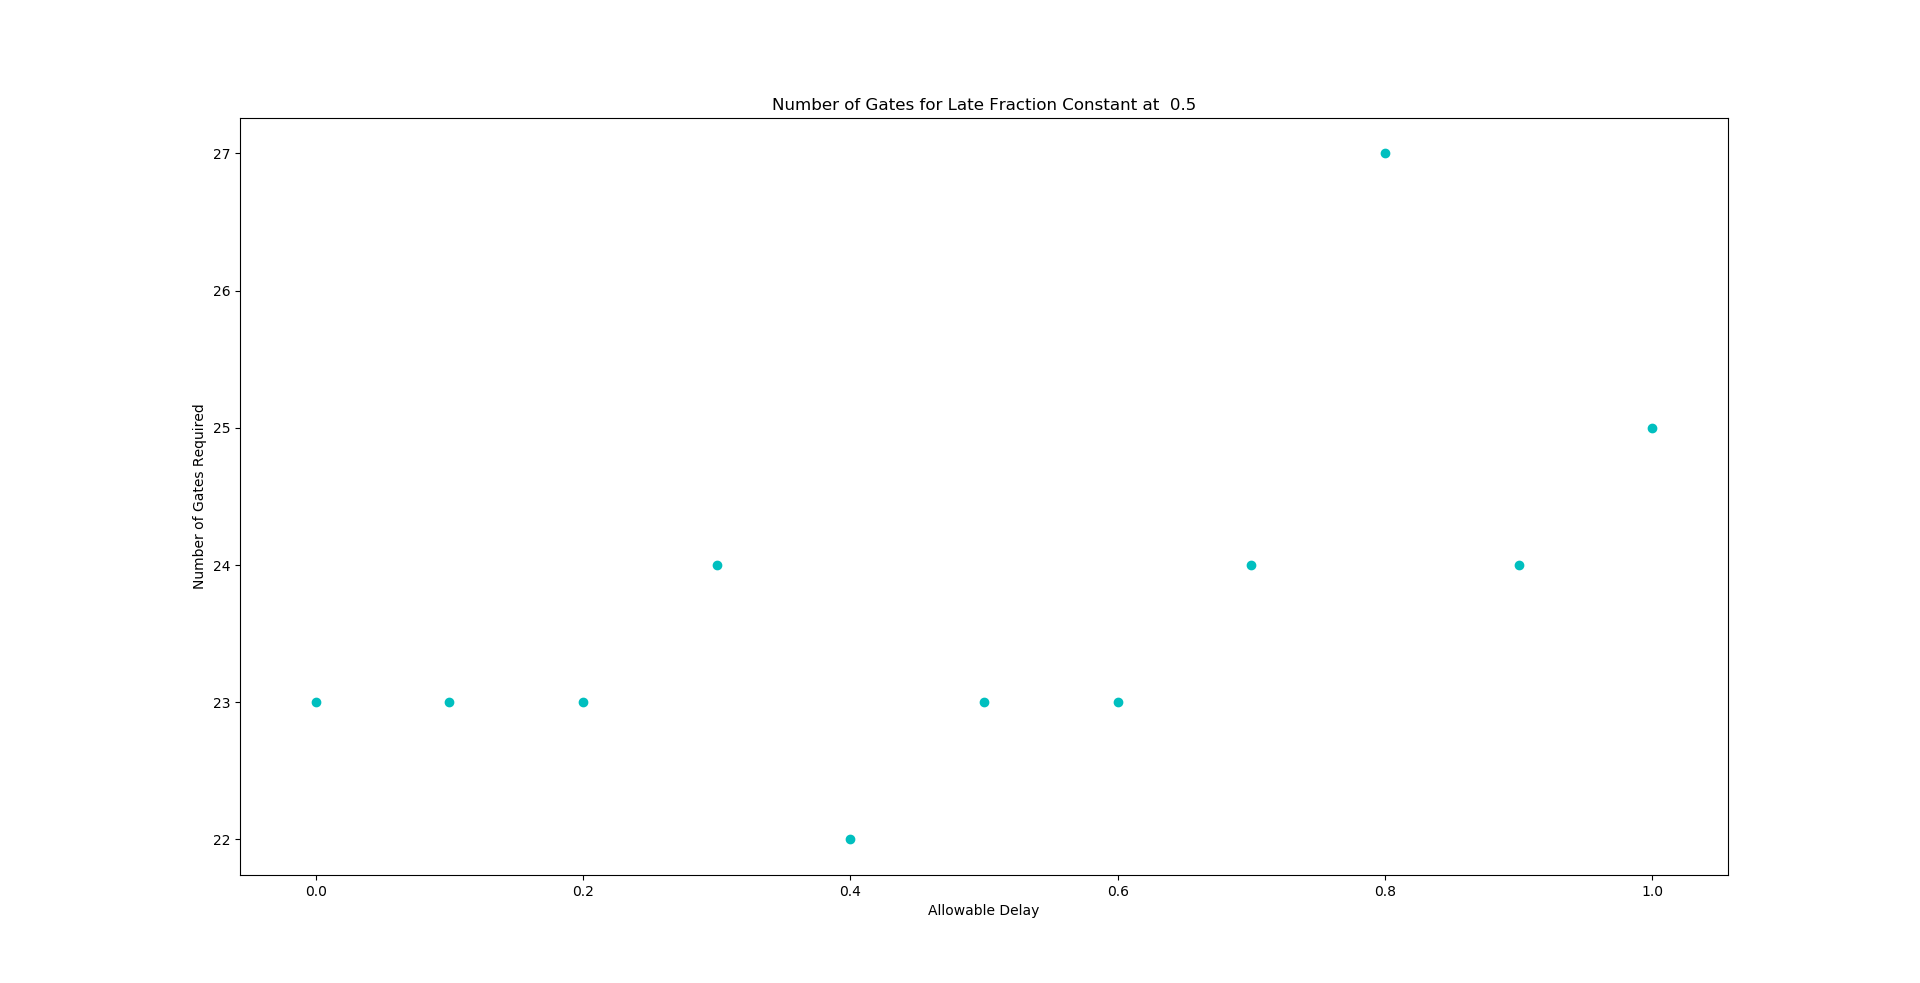 Number of Gates for Late Fraction Constant at  0.5
27
26
25
24
23
22
Number of Gates Required
0.0 0.2 0.4 0.6 0.8 1.0
Allowable Delay